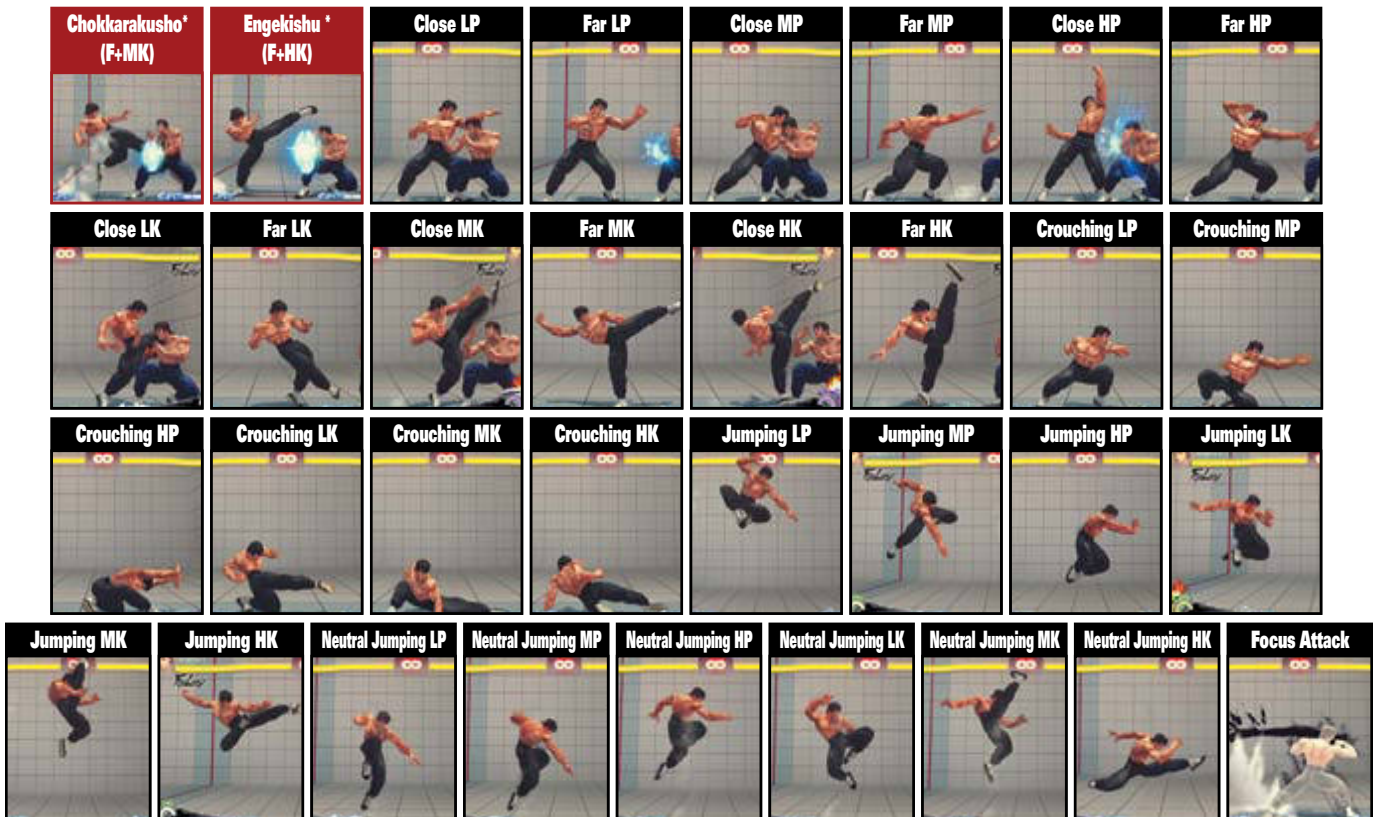 Chokkarakusho*
(F+MK)
Engekishu *
(F+HK)
Close LP
Far LP
Close MP
Far MP
Close HP
Far HP
Close LK
Far LK
Close MK
Far MK
Close HK
Far HK
Crouching LP
Crouching MP
Crouching HP
Crouching LK
Crouching MK
Crouching HK
Jumping LP
Jumping MP
Jumping HP
Jumping LK
Jumping MK
Jumping HK
Neutral Jumping LP
Neutral Jumping MP
Neutral Jumping HP
Neutral Jumping LK
Neutral Jumping MK
Neutral Jumping HK
Focus Attack